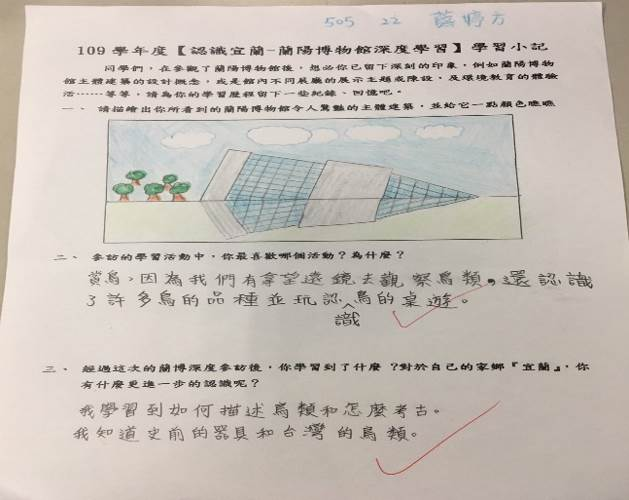 505 22 薛婷方
109學年度【認識宜蘭-蘭陽博物館深度學習】學習小記
同學們,在參觀了蘭陽博物館後,想必你已留下深刻的印象,例如蘭陽博物
館主體建築的設計概念,或是館內不同展廳的展示主題或陳設,及環境教育的體驗
活……等等,請為你的學習歷程留下一些紀錄、回憶吧。
一、 請描繪出你所看到的蘭陽博物館令人驚豔的主體建築,並給它一點顏色瞧瞧
二、 參訪的學習活動中,你最喜歡哪個活動?為什麼?
賞鳥,因為我們有拿望遠鏡去觀察鳥類,還認識
了許多鳥的品種並玩認識鳥的桌遊。
三、 經過這次的蘭博深度參訪後,你學習到了什麼?對於自己的家鄉『宜蘭』,你
有什麼更進一步的認識呢?
我學習到如何描述鳥類和怎麼考古。
我知道史前的器具和台灣的鳥類。